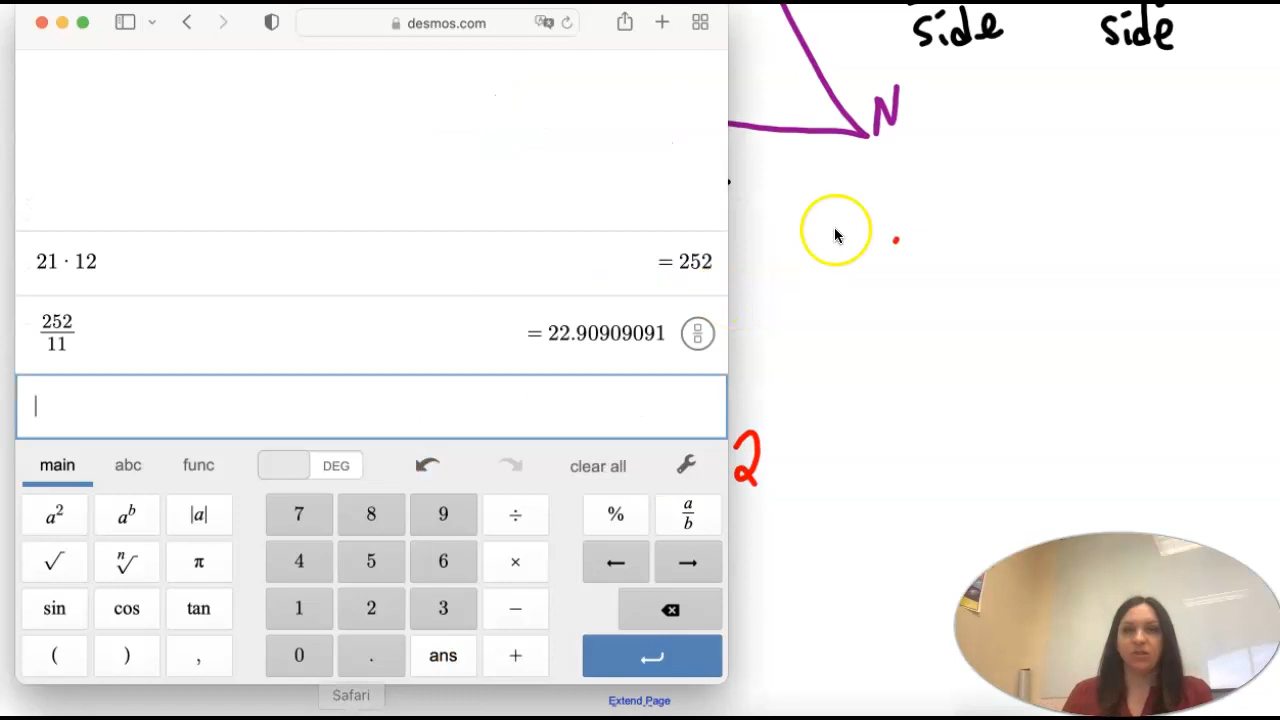 desmos.com
side side
N
21 · 12 = 252
252/11 = 22.90909091
2
main abc func DEG clear all
a² aᵇ |a| 7 8 9 ÷ % a/b
√ ⁿ√ π 4 5 6 × ← →
sin cos tan 1 2 3 −
( ) , 0 . ans +
Safari
Extend Page